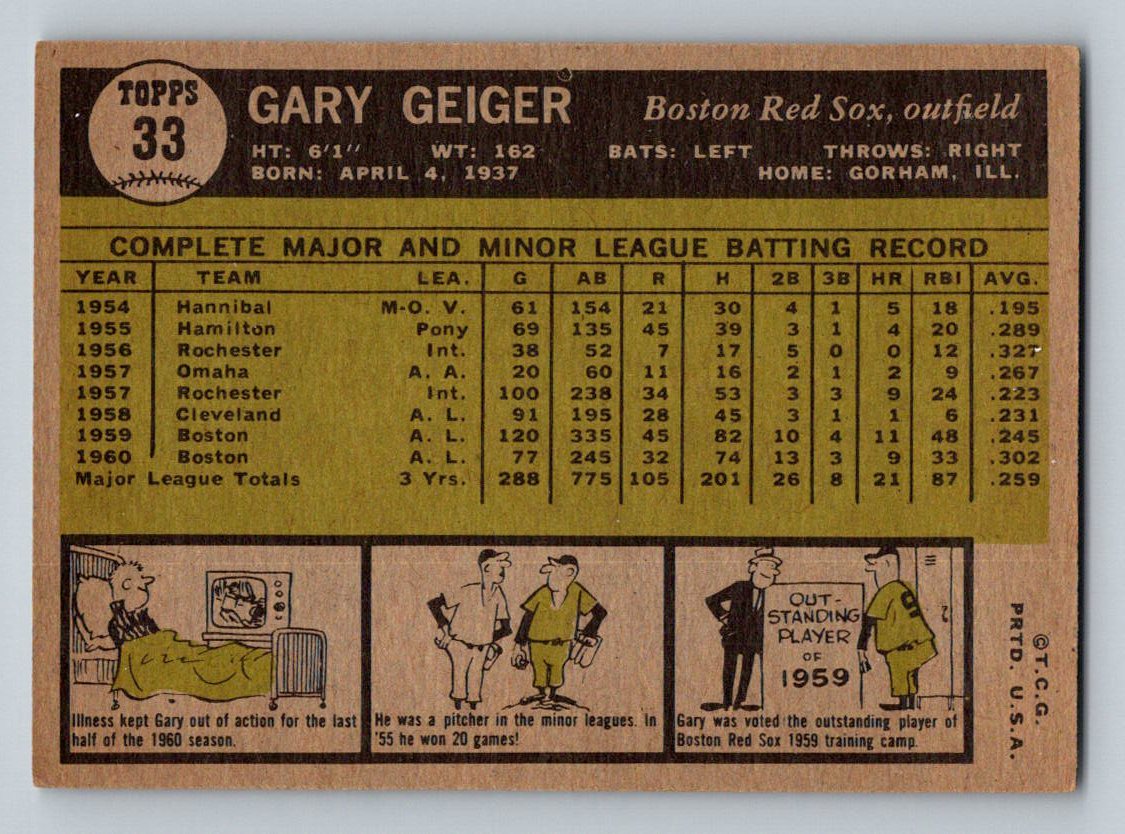 TOPPS
33
GARY GEIGER Boston Red Sox, outfield
HT: 6'1" WT: 162 BATS: LEFT THROWS: RIGHT
BORN: APRIL 4, 1937 HOME: GORHAM, ILL.
COMPLETE MAJOR AND MINOR LEAGUE BATTING RECORD
YEAR TEAM LEA. G AB R H 2B 3B HR RBI AVG.
1954 Hannibal M-O. V. 61 154 21 30 4 1 5 18 .195
1955 Hamilton Pony 69 135 45 39 3 1 4 20 .289
1956 Rochester Int. 38 52 7 17 5 0 0 12 .327
1957 Omaha A. A. 20 60 11 16 2 1 2 9 .267
1957 Rochester Int. 100 238 34 53 3 3 9 24 .223
1958 Cleveland A. L. 91 195 28 45 3 1 1 6 .231
1959 Boston A. L. 120 335 45 82 10 4 11 48 .245
1960 Boston A. L. 77 245 32 74 13 3 9 33 .302
Major League Totals 3 Yrs. 288 775 105 201 26 8 21 87 .259
Illness kept Gary out of action for the last
half of the 1960 season.
He was a pitcher in the minor leagues. In
'55 he won 20 games!
OUT-
STANDING
PLAYER
OF
1959
Gary was voted the outstanding player of
Boston Red Sox 1959 training camp.
©T.C.G.
PRTD. U.S.A.